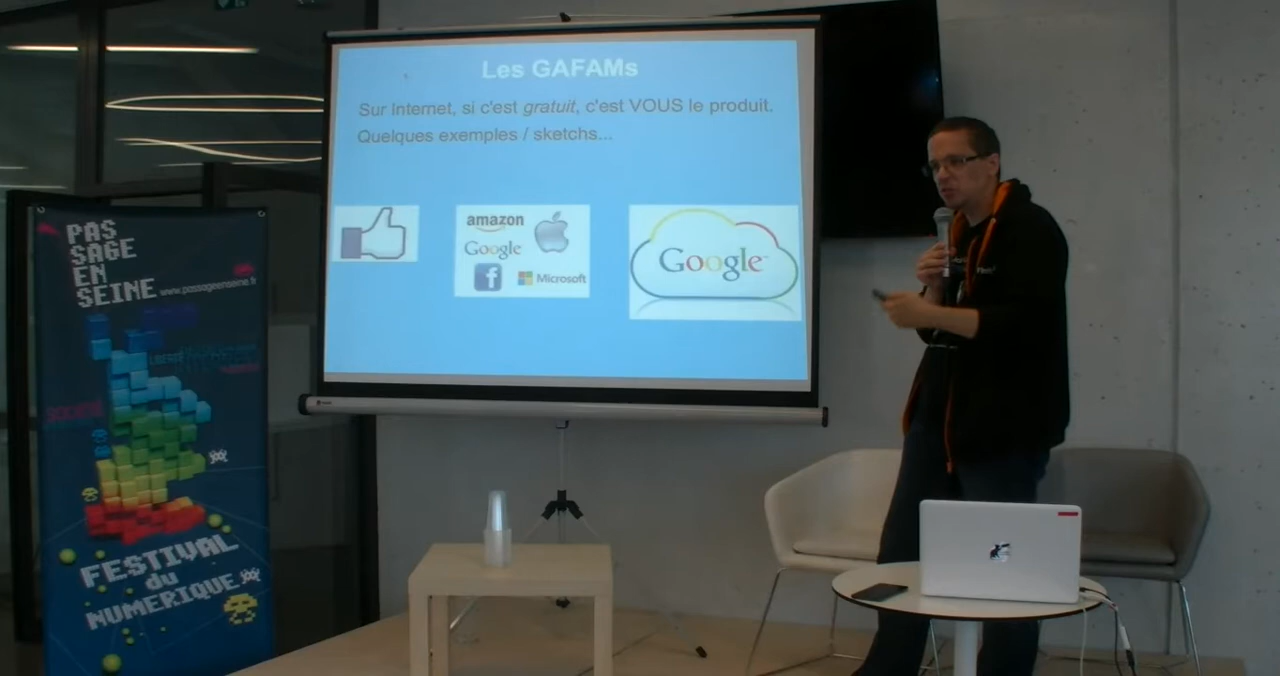 Les GAFAMs
Sur Internet, si c'est gratuit, c'est VOUS le produit.
Quelques exemples / sketchs...
amazon
Google
f
Microsoft
Google
PAS
SAGE
EN
SEINE www.passageenseine.fr
FESTIVAL
du
NUMERIQUE